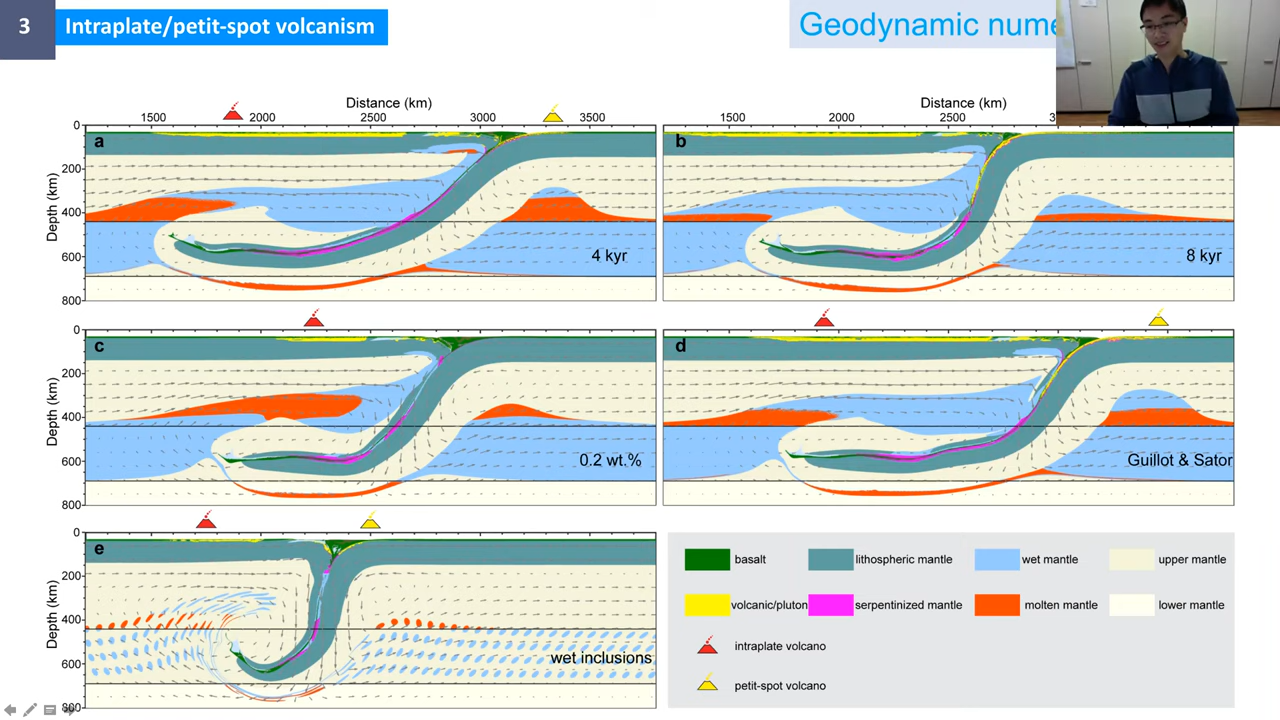 3
Intraplate/petit-spot volcanism
Geodynamic nume
Distance (km)
Distance (km)
1500 2000 2500 3000 3500
1500 2000 2500 3
0
200
400
600
800
Depth (km)
a
4 kyr
b
8 kyr
0
200
400
600
800
Depth (km)
c
0.2 wt.%
d
Guillot & Sator
0
200
400
600
800
Depth (km)
e
wet inclusions
basalt
lithospheric mantle
wet mantle
upper mantle
volcanic/pluton
serpentinized mantle
molten mantle
lower mantle
intraplate volcano
petit-spot volcano